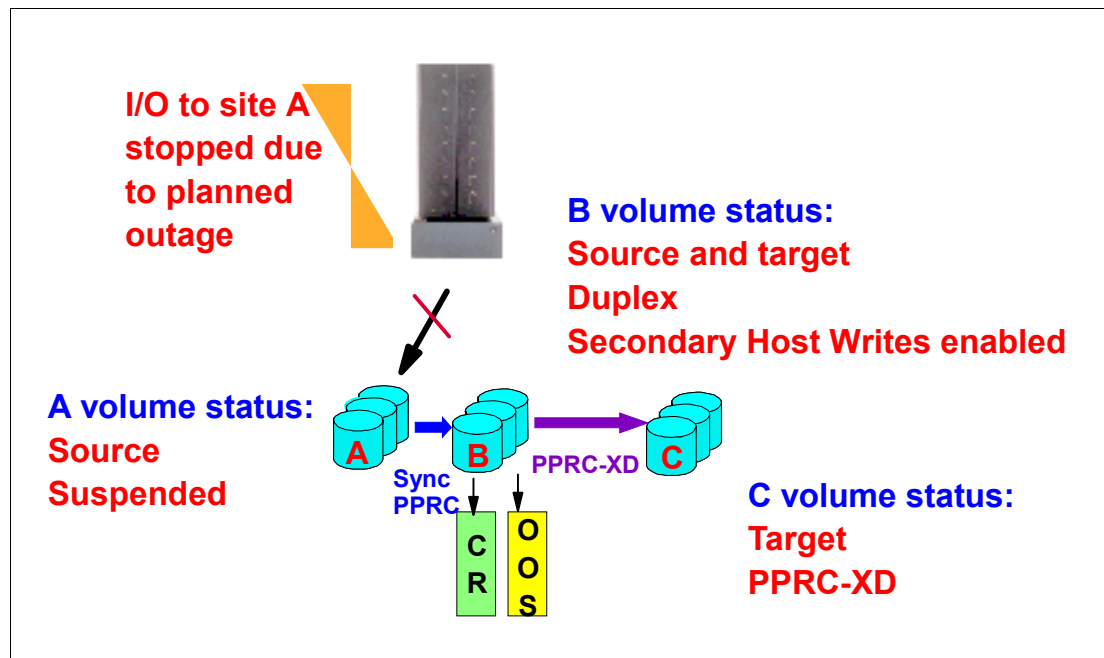 I/O to site A
stopped due
to planned
outage
B volume status:
Source and target
Duplex
Secondary Host Writes enabled
A volume status:
Source
Suspended
A
B
C
Sync
PPRC
PPRC-XD
C
R
O
O
S
C volume status:
Target
PPRC-XD